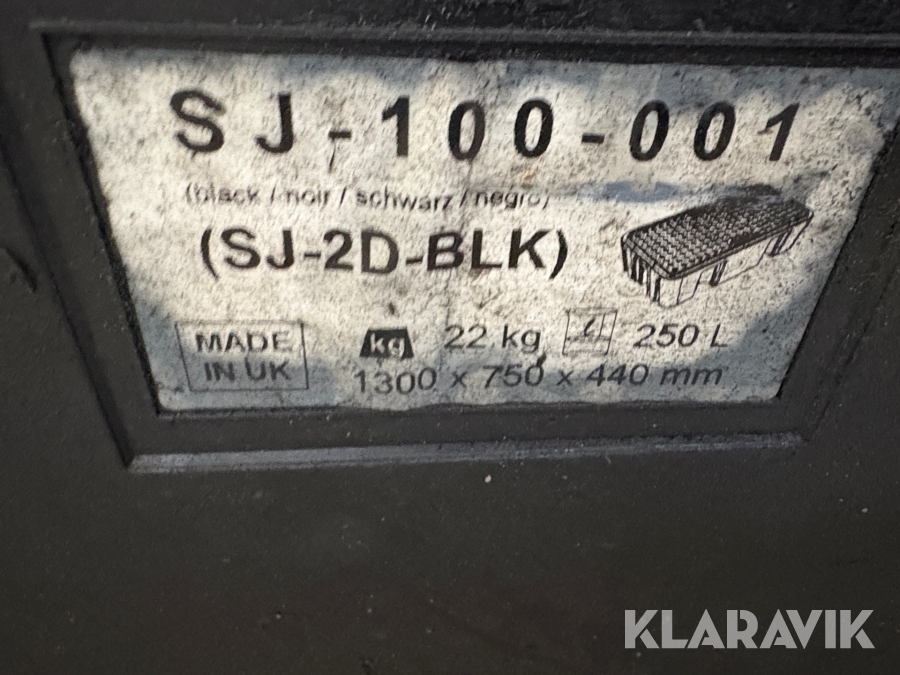 SJ-100-001
(black / noir / schwarz / negro)
(SJ-2D-BLK)
MADE
IN UK
kg 22 kg L 250 L
1300 x 750 x 440 mm
KLARAVIK